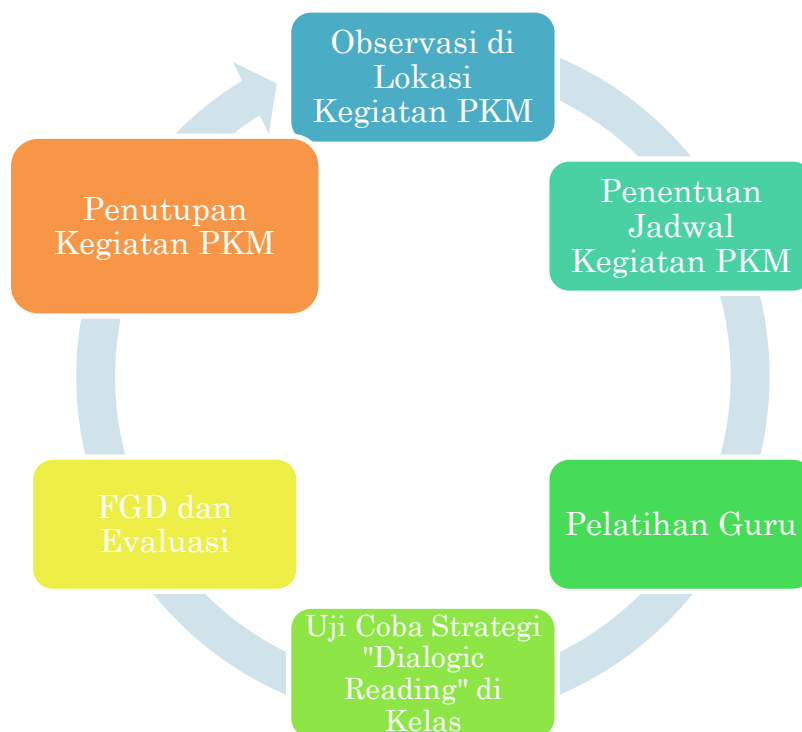 Observasi di
Lokasi
Kegiatan PKM
Penentuan
Jadwal
Kegiatan PKM
Pelatihan Guru
Uji Coba Strategi
"Dialogic
Reading" di
Kelas
FGD dan
Evaluasi
Penutupan
Kegiatan PKM